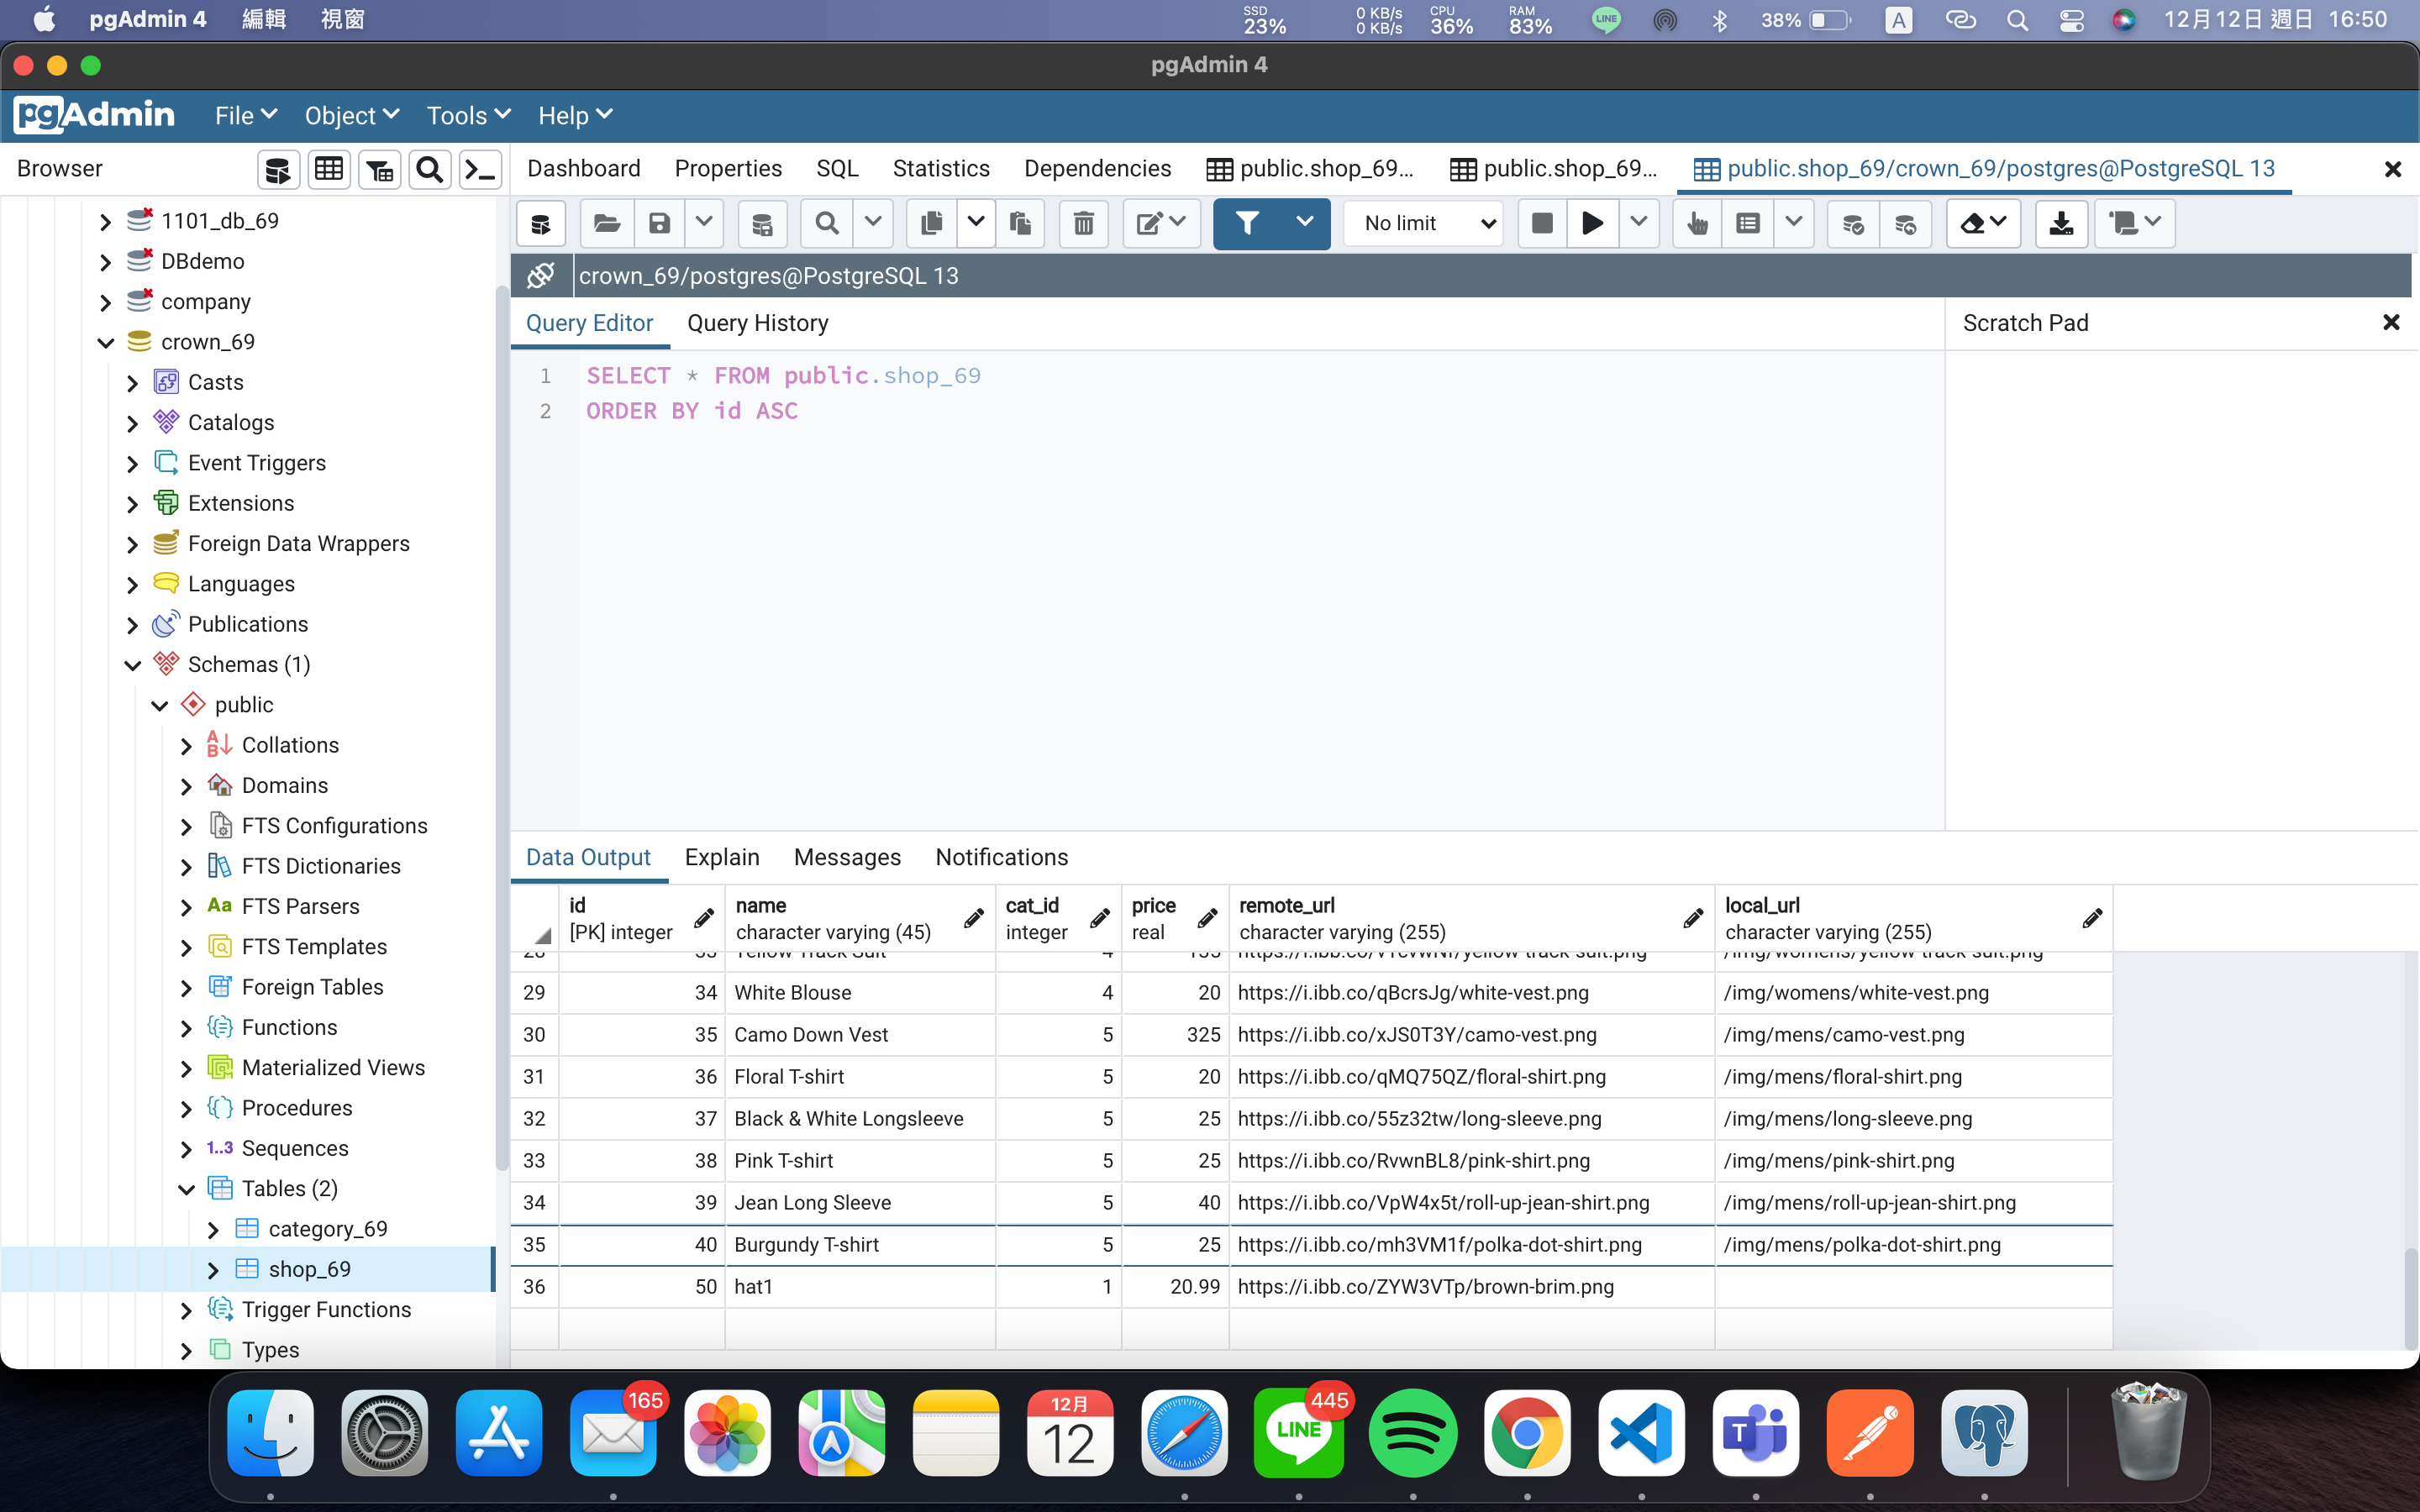 pgAdmin 4 編輯 視窗 SSD 23% 0 KB/s 0 KB/s CPU 36% RAM 83% LINE 38% A 12月12日 週日 16:50
pgAdmin 4
pgAdmin File Object Tools Help
Browser Dashboard Properties SQL Statistics Dependencies public.shop_69... public.shop_69... public.shop_69/crown_69/postgres@PostgreSQL 13
No limit
crown_69/postgres@PostgreSQL 13
Query Editor Query History Scratch Pad
1 SELECT * FROM public.shop_69
2 ORDER BY id ASC
1101_db_69
DBdemo
company
crown_69
Casts
Catalogs
Event Triggers
Extensions
Foreign Data Wrappers
Languages
Publications
Schemas (1)
public
Collations
Domains
FTS Configurations
FTS Dictionaries
Aa FTS Parsers
FTS Templates
Foreign Tables
Functions
Materialized Views
Procedures
1..3 Sequences
Tables (2)
category_69
shop_69
Trigger Functions
Types
Data Output Explain Messages Notifications
id name cat_id price remote_url local_url
[PK] integer character varying (45) integer real character varying (255) character varying (255)
29 34 White Blouse 4 20 https://i.ibb.co/qBcrsJg/white-vest.png /img/womens/white-vest.png
30 35 Camo Down Vest 5 325 https://i.ibb.co/xJS0T3Y/camo-vest.png /img/mens/camo-vest.png
31 36 Floral T-shirt 5 20 https://i.ibb.co/qMQ75QZ/floral-shirt.png /img/mens/floral-shirt.png
32 37 Black & White Longsleeve 5 25 https://i.ibb.co/55z32tw/long-sleeve.png /img/mens/long-sleeve.png
33 38 Pink T-shirt 5 25 https://i.ibb.co/RvwnBL8/pink-shirt.png /img/mens/pink-shirt.png
34 39 Jean Long Sleeve 5 40 https://i.ibb.co/VpW4x5t/roll-up-jean-shirt.png /img/mens/roll-up-jean-shirt.png
35 40 Burgundy T-shirt 5 25 https://i.ibb.co/mh3VM1f/polka-dot-shirt.png /img/mens/polka-dot-shirt.png
36 50 hat1 1 20.99 https://i.ibb.co/ZYW3VTp/brown-brim.png
165 12月 12 LINE 445 T